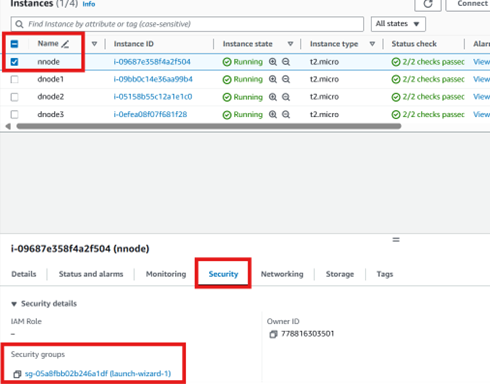 Instances (1/4) Info
Connect
Find Instance by attribute or tag (case-sensitive)
All states
Name Instance ID Instance state Instance type Status check Alar
nnode i-09687e358f4a2f504 Running t2.micro 2/2 checks passec View
dnode1 i-09bb0c14e36aa99b4 Running t2.micro 2/2 checks passec View
dnode2 i-05158b55c12a1e1c0 Running t2.micro 2/2 checks passec View
dnode3 i-0efea08f07f681f28 Running t2.micro 2/2 checks passec View
i-09687e358f4a2f504 (nnode)
Details Status and alarms Monitoring Security Networking Storage Tags
Security details
IAM Role Owner ID
– 778816303501
Security groups
sg-05a8fbb02b246a1df (launch-wizard-1)